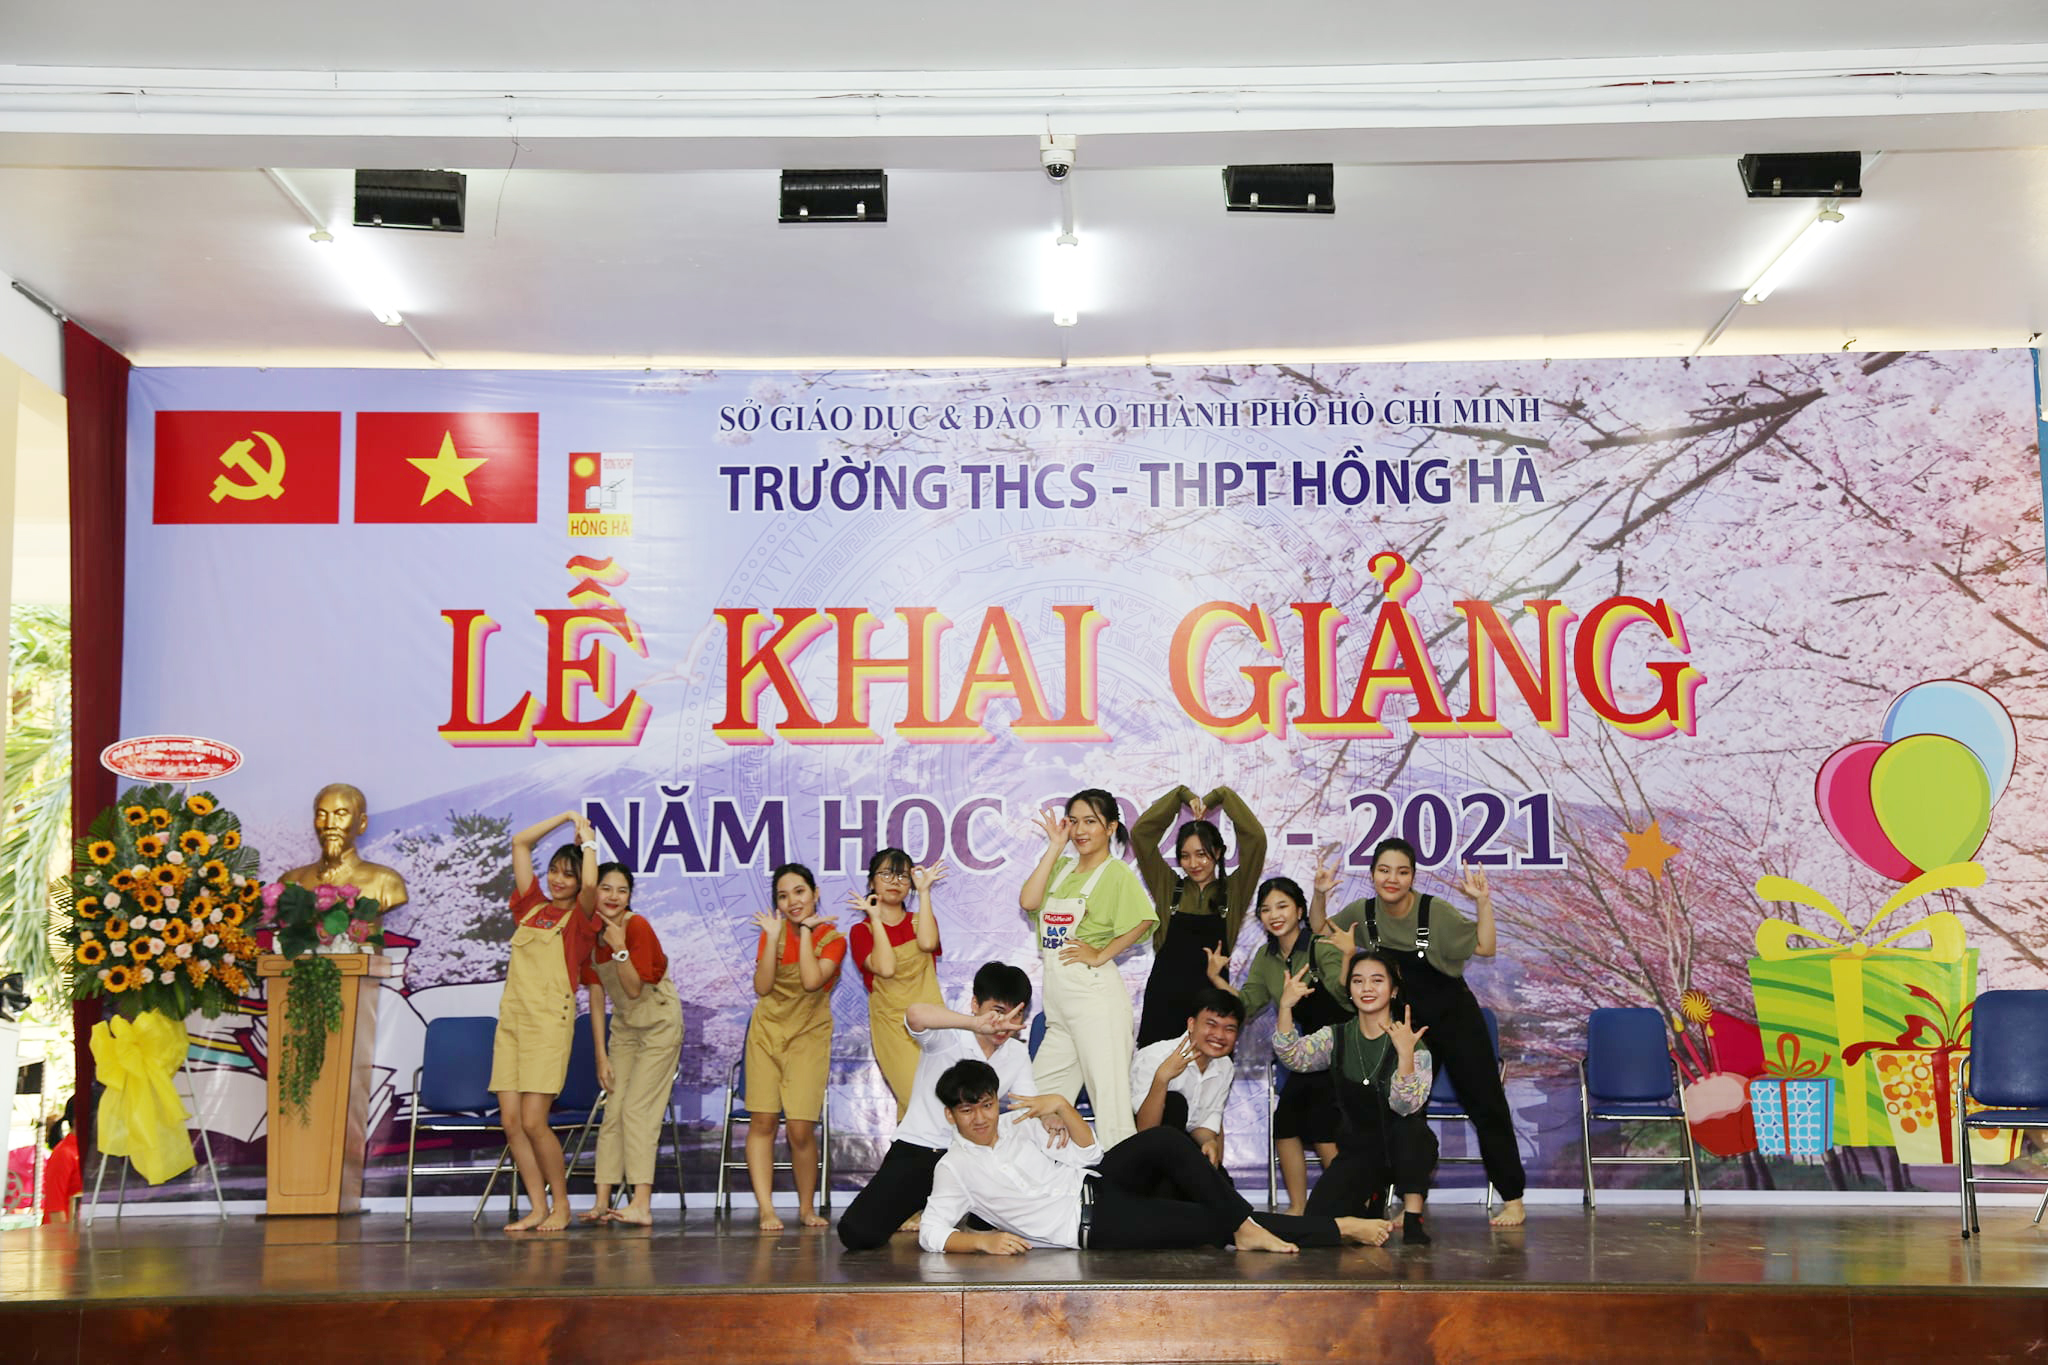 SỞ GIÁO DỤC & ĐÀO TẠO THÀNH PHỐ HỒ CHÍ MINH
TRƯỜNG THCS - THPT HỒNG HÀ
HỒNG HÀ
LỄ KHAI GIẢNG
NĂM HỌC 2020 - 2021